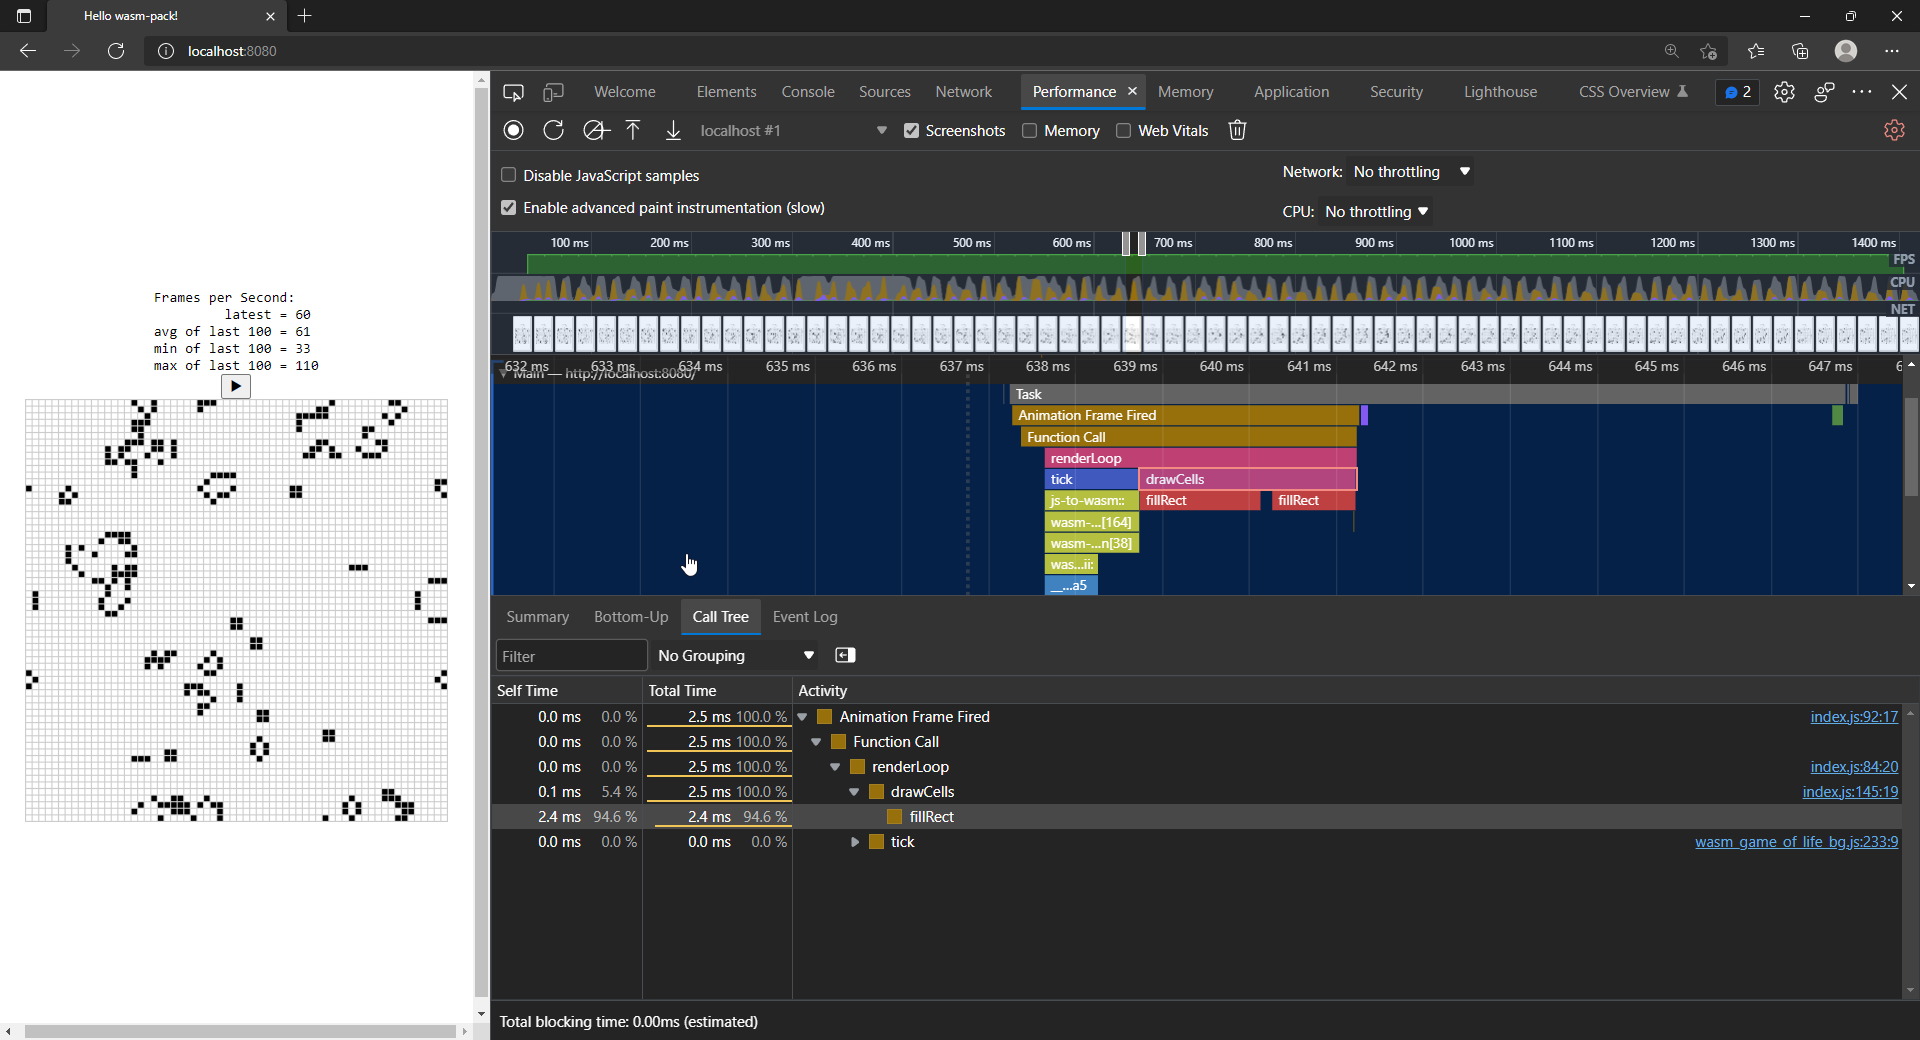 Hello wasm-pack!
localhost:8080
Frames per Second:
latest = 60
avg of last 100 = 61
min of last 100 = 33
max of last 100 = 110
Welcome Elements Console Sources Network Performance Memory Application Security Lighthouse CSS Overview 2
localhost #1 Screenshots Memory Web Vitals
Disable JavaScript samples Network: No throttling
Enable advanced paint instrumentation (slow) CPU: No throttling
100 ms 200 ms 300 ms 400 ms 500 ms 600 ms 700 ms 800 ms 900 ms 1000 ms 1100 ms 1200 ms 1300 ms 1400 ms
FPS
CPU
NET
632 ms 633 ms 634 ms 635 ms 636 ms 637 ms 638 ms 639 ms 640 ms 641 ms 642 ms 643 ms 644 ms 645 ms 646 ms 647 ms 6
Main — http://localhost:8080/
Task
Animation Frame Fired
Function Call
renderLoop
tick drawCells
js-to-wasm:: fillRect fillRect
wasm-...[164]
wasm-...n[38]
was...ii:
__...a5
Summary Bottom-Up Call Tree Event Log
Filter No Grouping
Self Time Total Time Activity
0.0 ms 0.0 % 2.5 ms 100.0 % Animation Frame Fired index.js:92:17
0.0 ms 0.0 % 2.5 ms 100.0 % Function Call
0.0 ms 0.0 % 2.5 ms 100.0 % renderLoop index.js:84:20
0.1 ms 5.4 % 2.5 ms 100.0 % drawCells index.js:145:19
2.4 ms 94.6 % 2.4 ms 94.6 % fillRect
0.0 ms 0.0 % 0.0 ms 0.0 % tick wasm_game_of_life_bg.js:233:9
Total blocking time: 0.00ms (estimated)